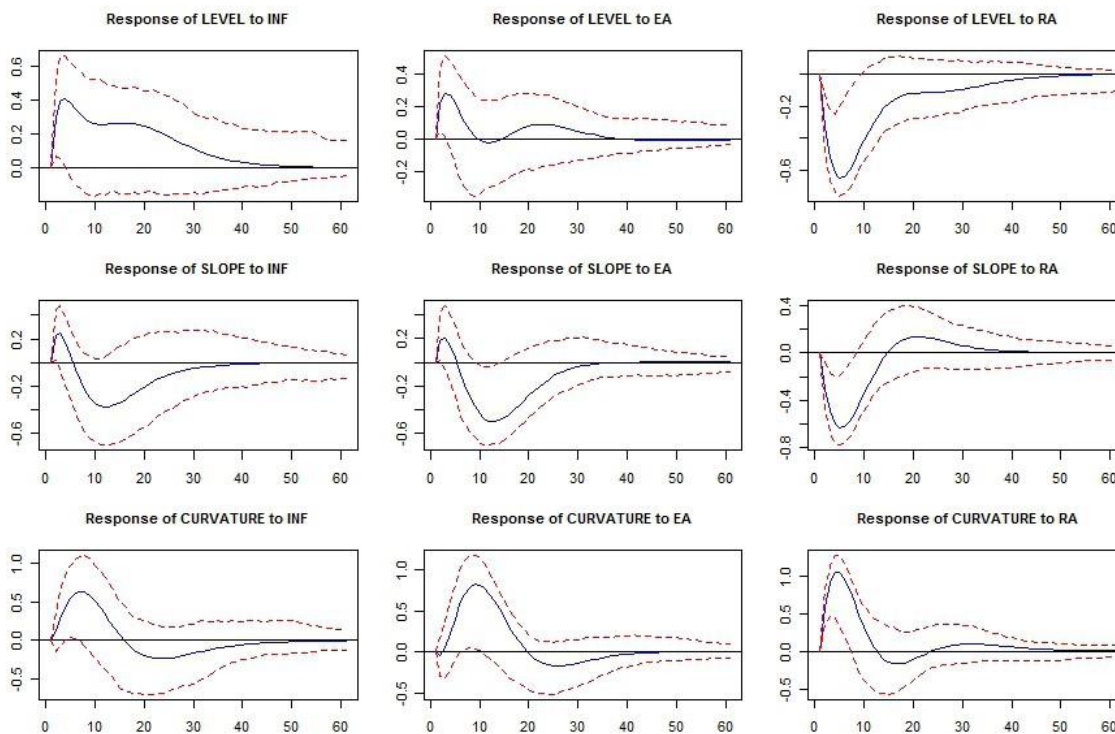 Response of LEVEL to INF
Response of LEVEL to EA
Response of LEVEL to RA
0.0 0.2 0.4 0.6
-0.2 0.0 0.2 0.4
-0.6 -0.2
0 10 20 30 40 50 60
0 10 20 30 40 50 60
0 10 20 30 40 50 60
Response of SLOPE to INF
Response of SLOPE to EA
Response of SLOPE to RA
-0.6 -0.2 0.2
-0.6 -0.2 0.2
-0.8 -0.4 0.0 0.4
0 10 20 30 40 50 60
0 10 20 30 40 50 60
0 10 20 30 40 50 60
Response of CURVATURE to INF
Response of CURVATURE to EA
Response of CURVATURE to RA
-0.5 0.0 0.5 1.0
-0.5 0.0 0.5 1.0
-0.5 0.0 0.5 1.0
0 10 20 30 40 50 60
0 10 20 30 40 50 60
0 10 20 30 40 50 60